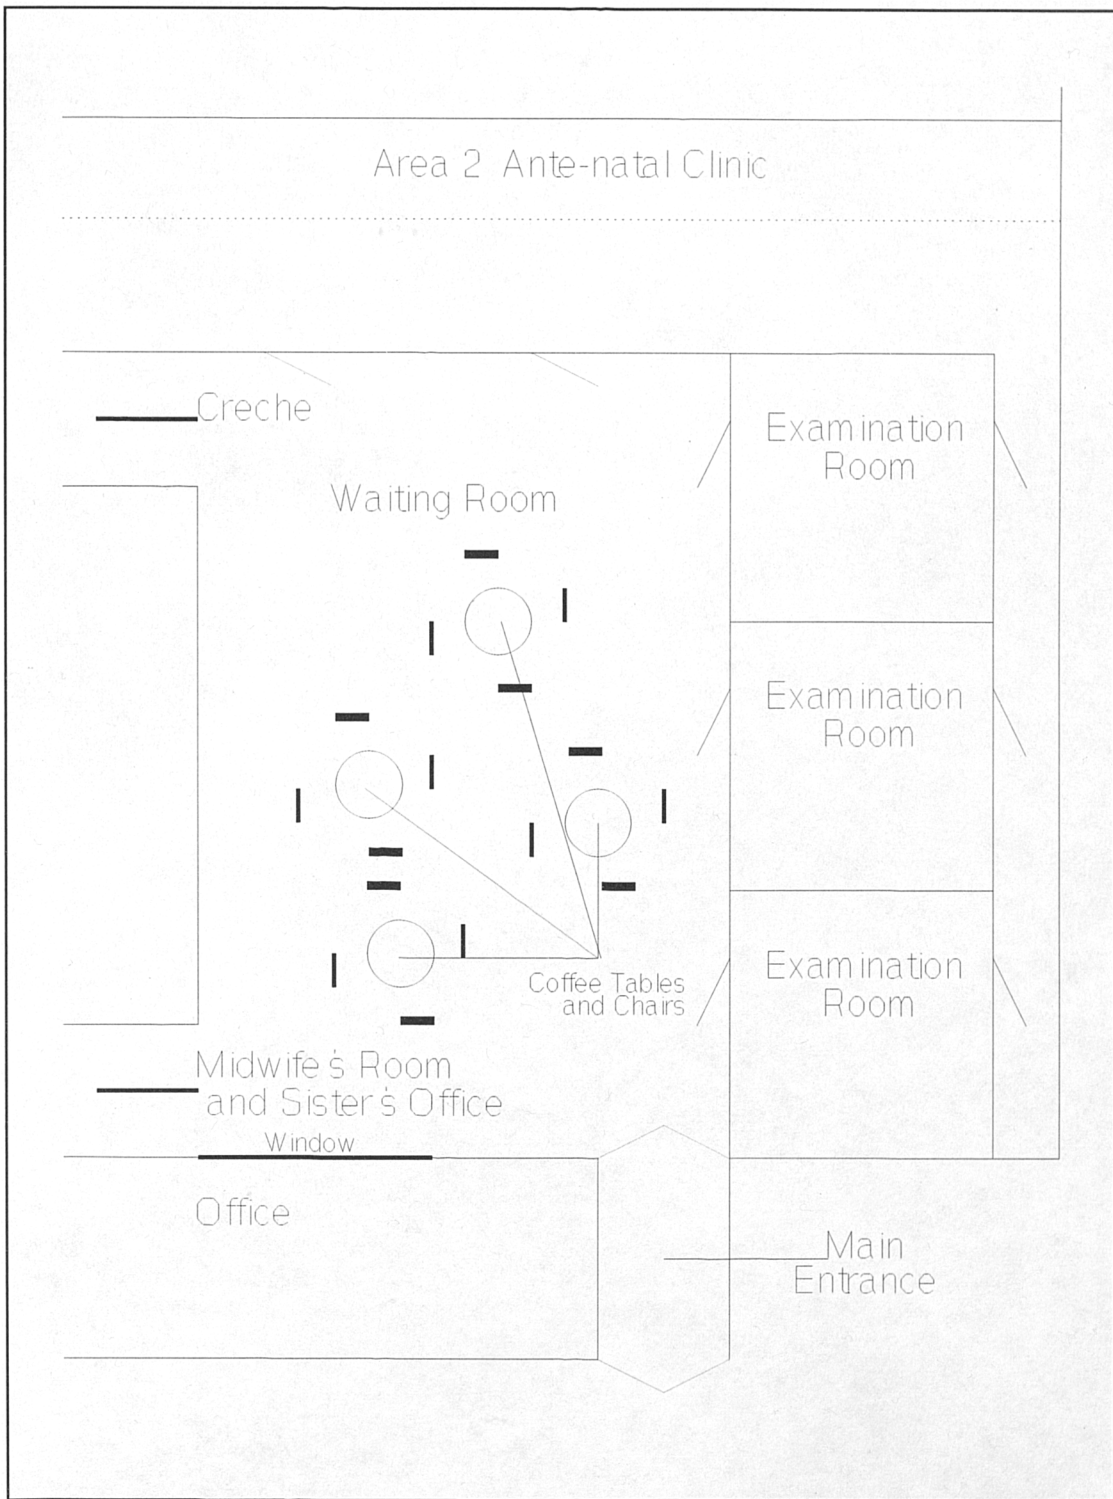 Area 2 Ante-natal Clinic
Creche
Examination
Room
Waiting Room
Examination
Room
Examination
Room
Coffee Tables
and Chairs
Midwife's Room
and Sister's Office
Window
Office
Main
Entrance